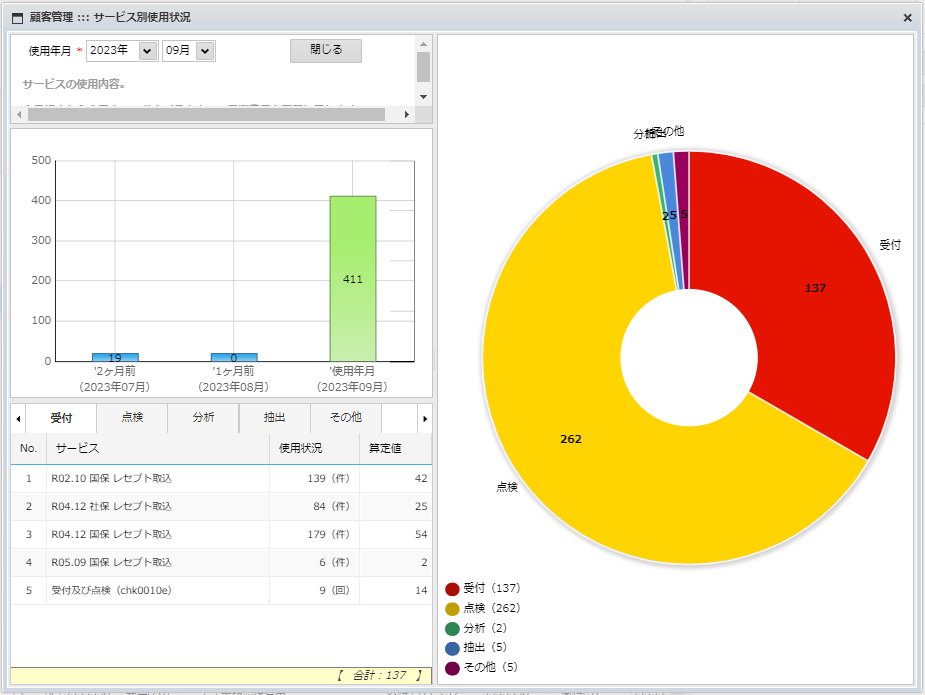 顧客管理 ::: サービス別使用状況
使用年月 * 2023年 09月 閉じる
サービスの使用内容。
500
400
300
200
100
0
19
0
411
'2ヶ月前 '1ヶ月前 '使用年月
(2023年07月) (2023年08月) (2023年09月)
受付 点検 分析 抽出 その他
No. サービス 使用状況 算定値
1 R02.10 国保 レセプト取込 139 (件) 42
2 R04.12 社保 レセプト取込 84 (件) 25
3 R04.12 国保 レセプト取込 179 (件) 54
4 R05.09 国保 レセプト取込 6 (件) 2
5 受付及び点検 (chk0010e) 9 (回) 14
【 合計 : 137 】
分析 その他
25 5
受付
137
262
点検
受付 (137)
点検 (262)
分析 (2)
抽出 (5)
その他 (5)